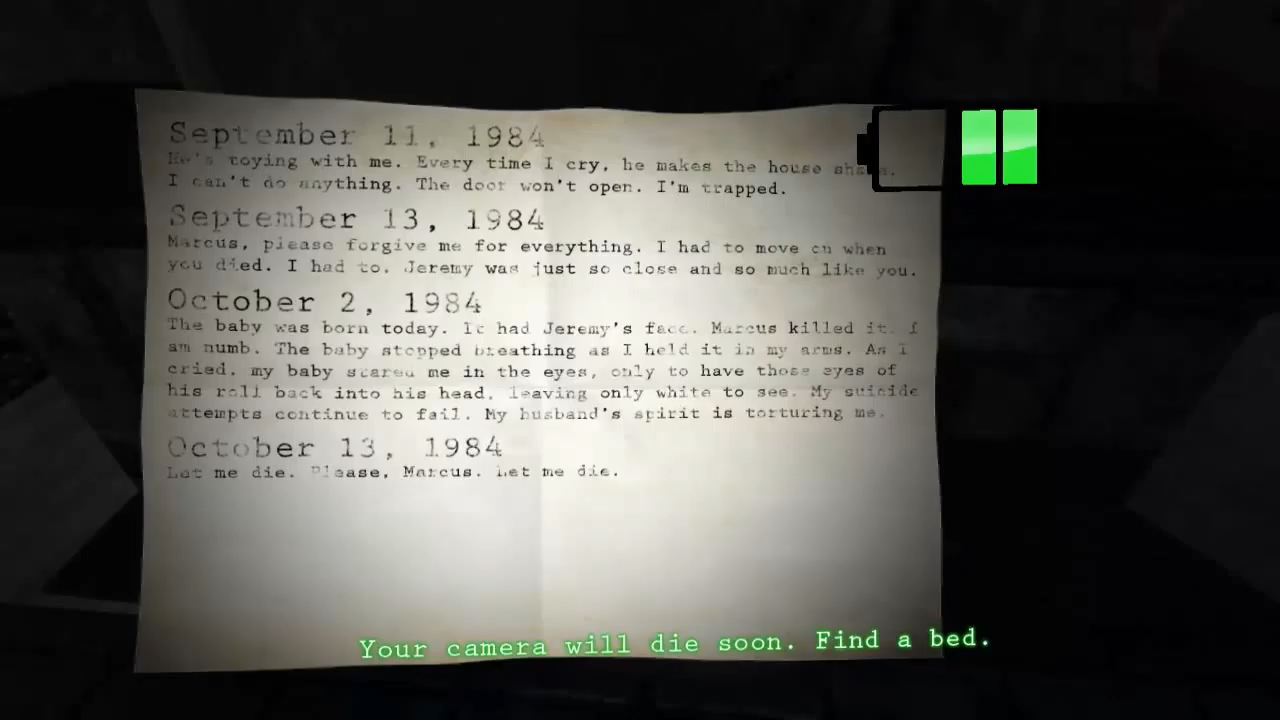 September 11, 1984
He's toying with me. Every time I cry, he makes the house
I can't do anything. The door won't open. I'm trapped.
September 13, 1984
Marcus, please forgive me for everything. I had to move on when
you died. I had to. Jeremy was just so close and so much like you.
October 2, 1984
The baby was born today. It had Jeremy's face. Marcus killed it. I
am numb. The baby stopped breathing as I held it in my arms. As I
cried, my baby stared me in the eyes, only to have those eyes of
his roll back into his head, leaving only white to see. My suicide
attempts continue to fail. My husband's spirit is torturing me.
October 13, 1984
Let me die. Please, Marcus. Let me die.
Your camera will die soon. Find a bed.